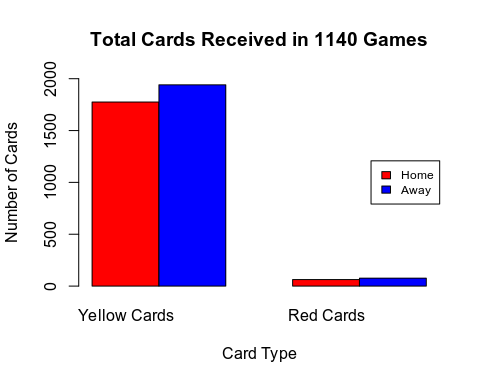 Total Cards Received in 1140 Games
Number of Cards
2000
1500
1000
500
0
Home
Away
Yellow Cards
Red Cards
Card Type